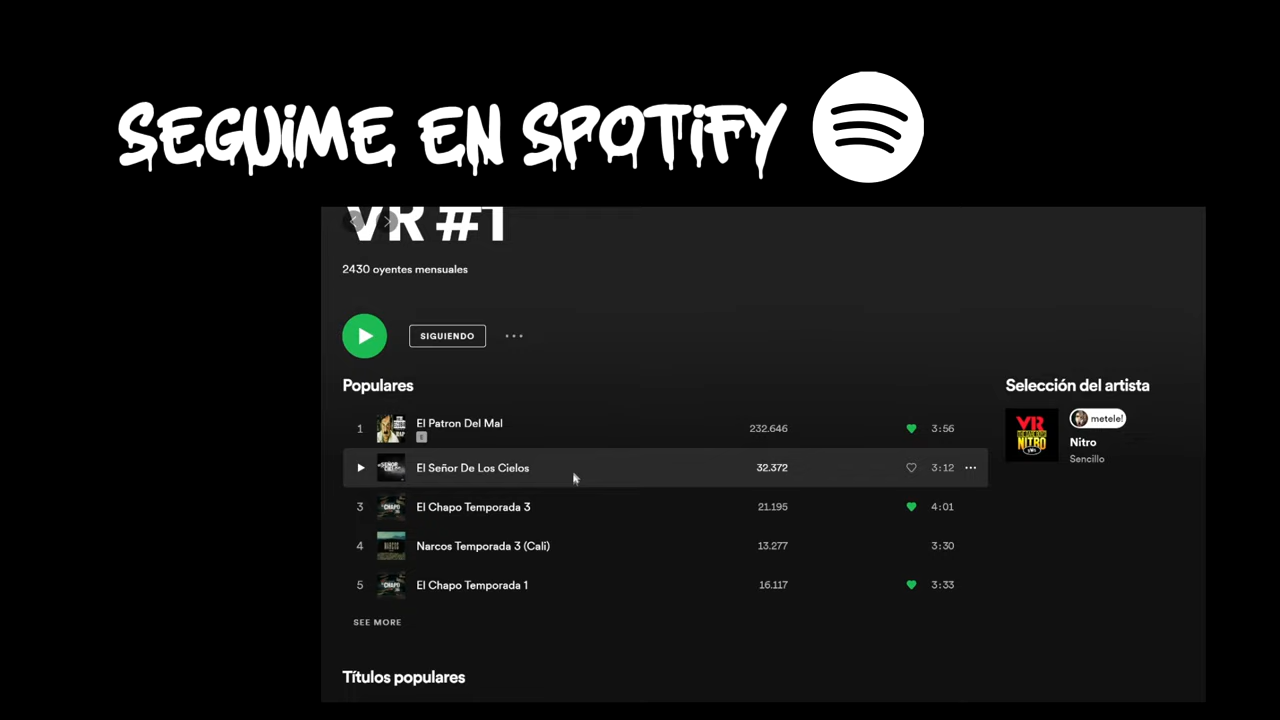 SEGUIME EN SPOTIFY
VR #1
2430 oyentes mensuales
SIGUIENDO
Populares
1 El Patron Del Mal 232.646 3:56
E
El Señor De Los Cielos 32.372 3:12
3 El Chapo Temporada 3 21.195 4:01
4 Narcos Temporada 3 (Cali) 13.277 3:30
5 El Chapo Temporada 1 16.117 3:33
SEE MORE
Títulos populares
Selección del artista
metele!
VR
NITRO
Nitro
Sencillo